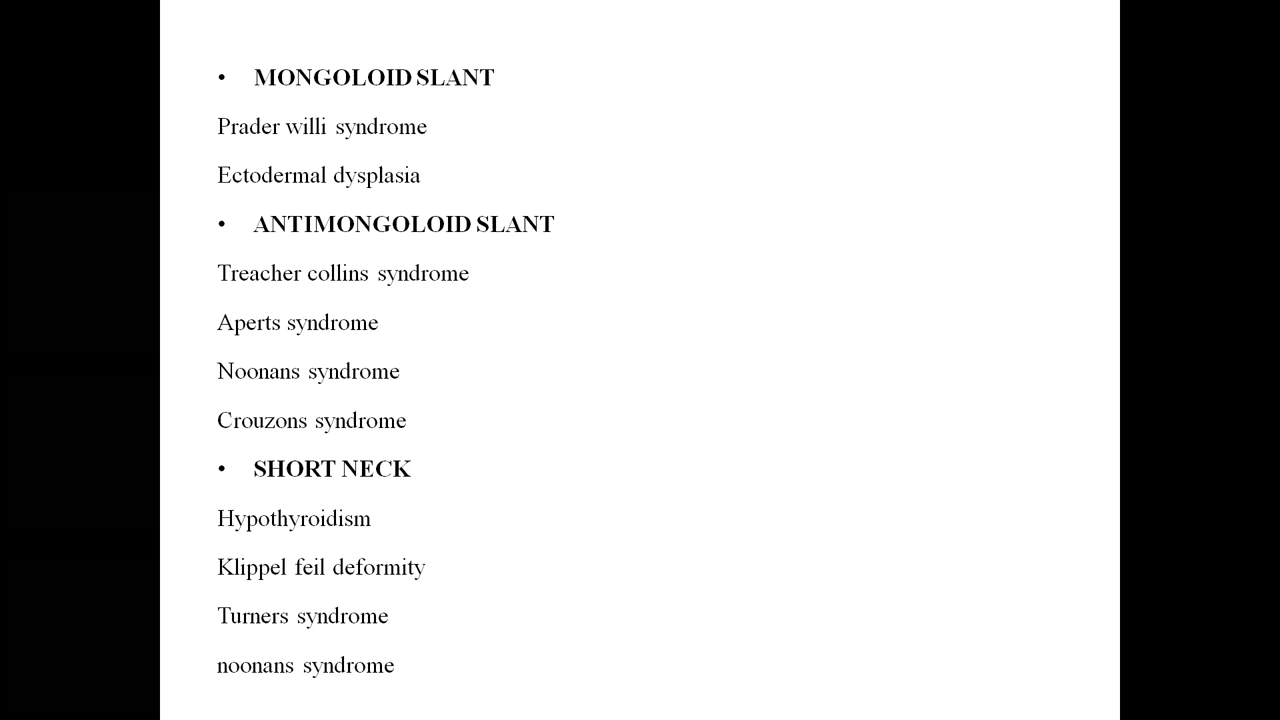 • MONGOLOID SLANT
Prader willi syndrome
Ectodermal dysplasia
• ANTIMONGOLOID SLANT
Treacher collins syndrome
Aperts syndrome
Noonans syndrome
Crouzons syndrome
• SHORT NECK
Hypothyroidism
Klippel feil deformity
Turners syndrome
noonans syndrome